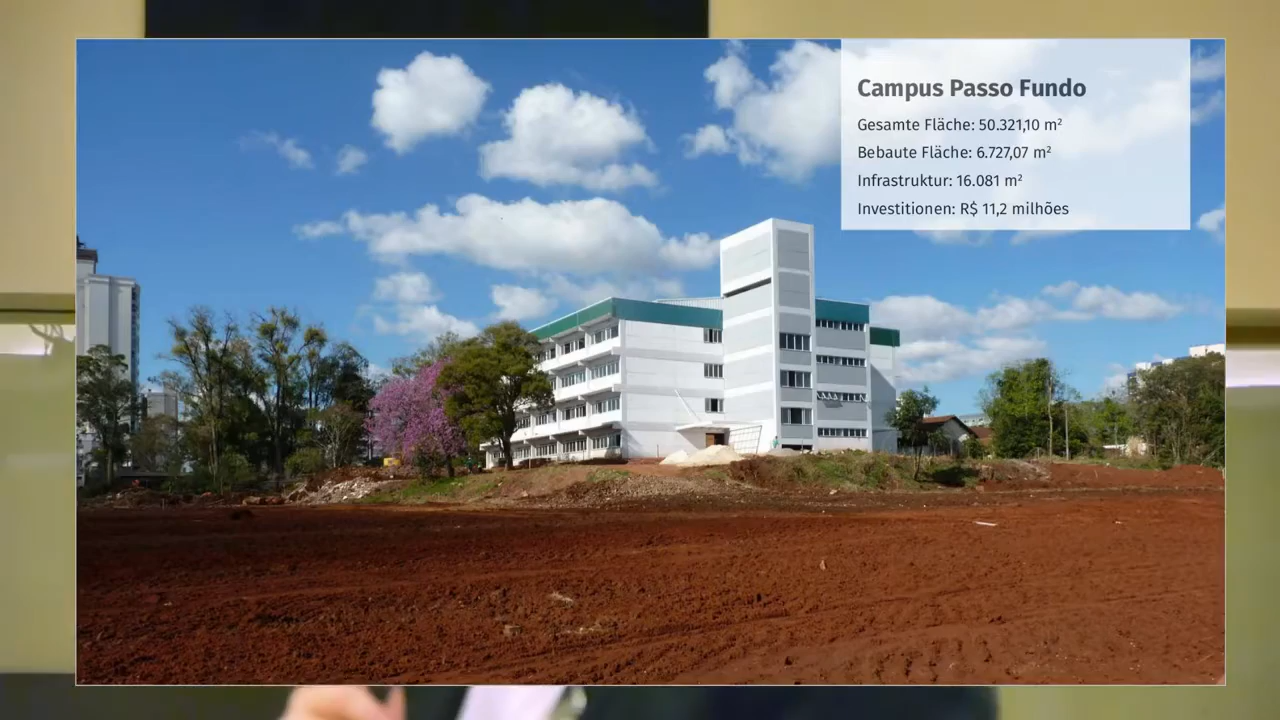 Campus Passo Fundo
Gesamte Fläche: 50.321,10 m²
Bebaute Fläche: 6.727,07 m²
Infrastruktur: 16.081 m²
Investitionen: R$ 11,2 milhões